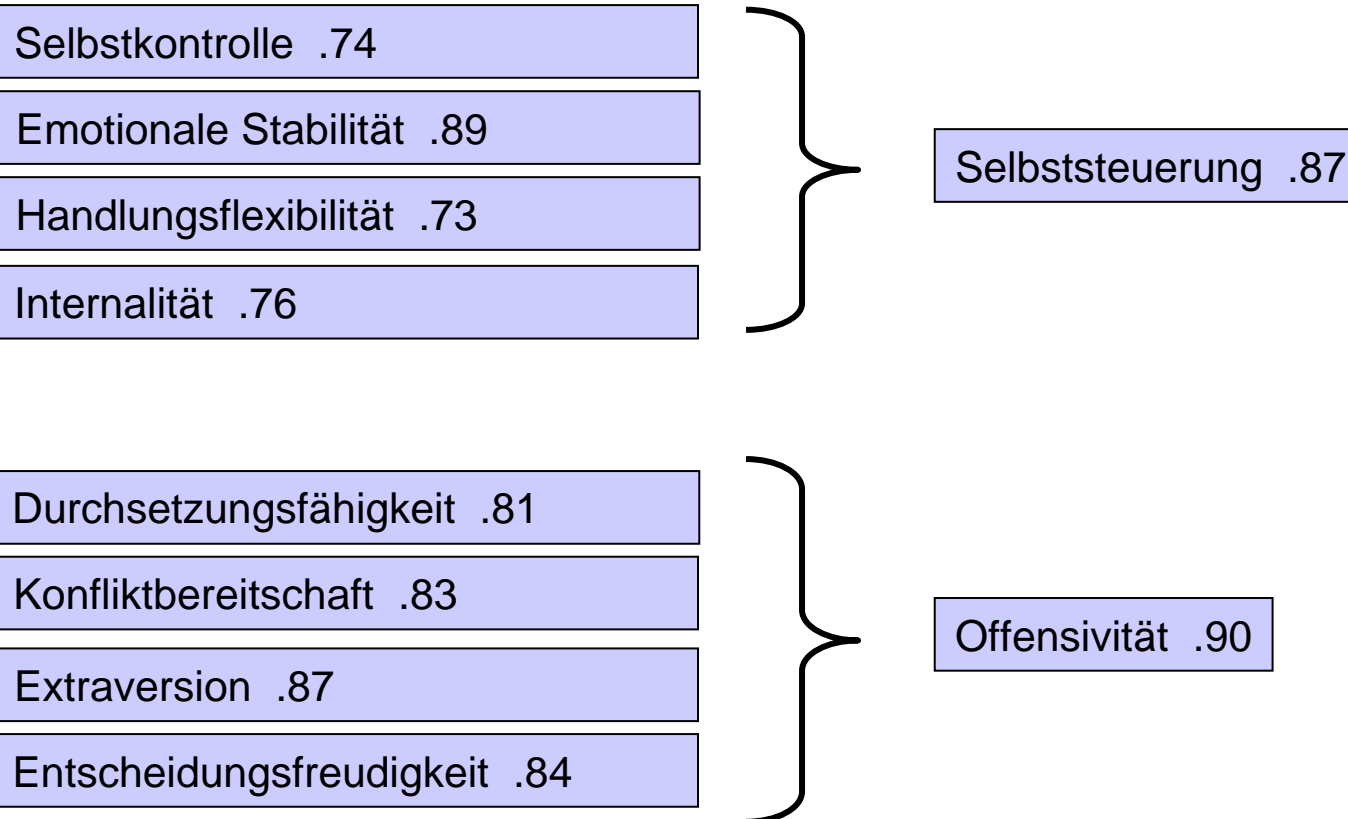 Selbstkontrolle .74
Emotionale Stabilität .89
Handlungsflexibilität .73
Internalität .76
Selbststeuerung .87
Durchsetzungsfähigkeit .81
Konfliktbereitschaft .83
Extraversion .87
Entscheidungsfreudigkeit .84
Offensivität .90